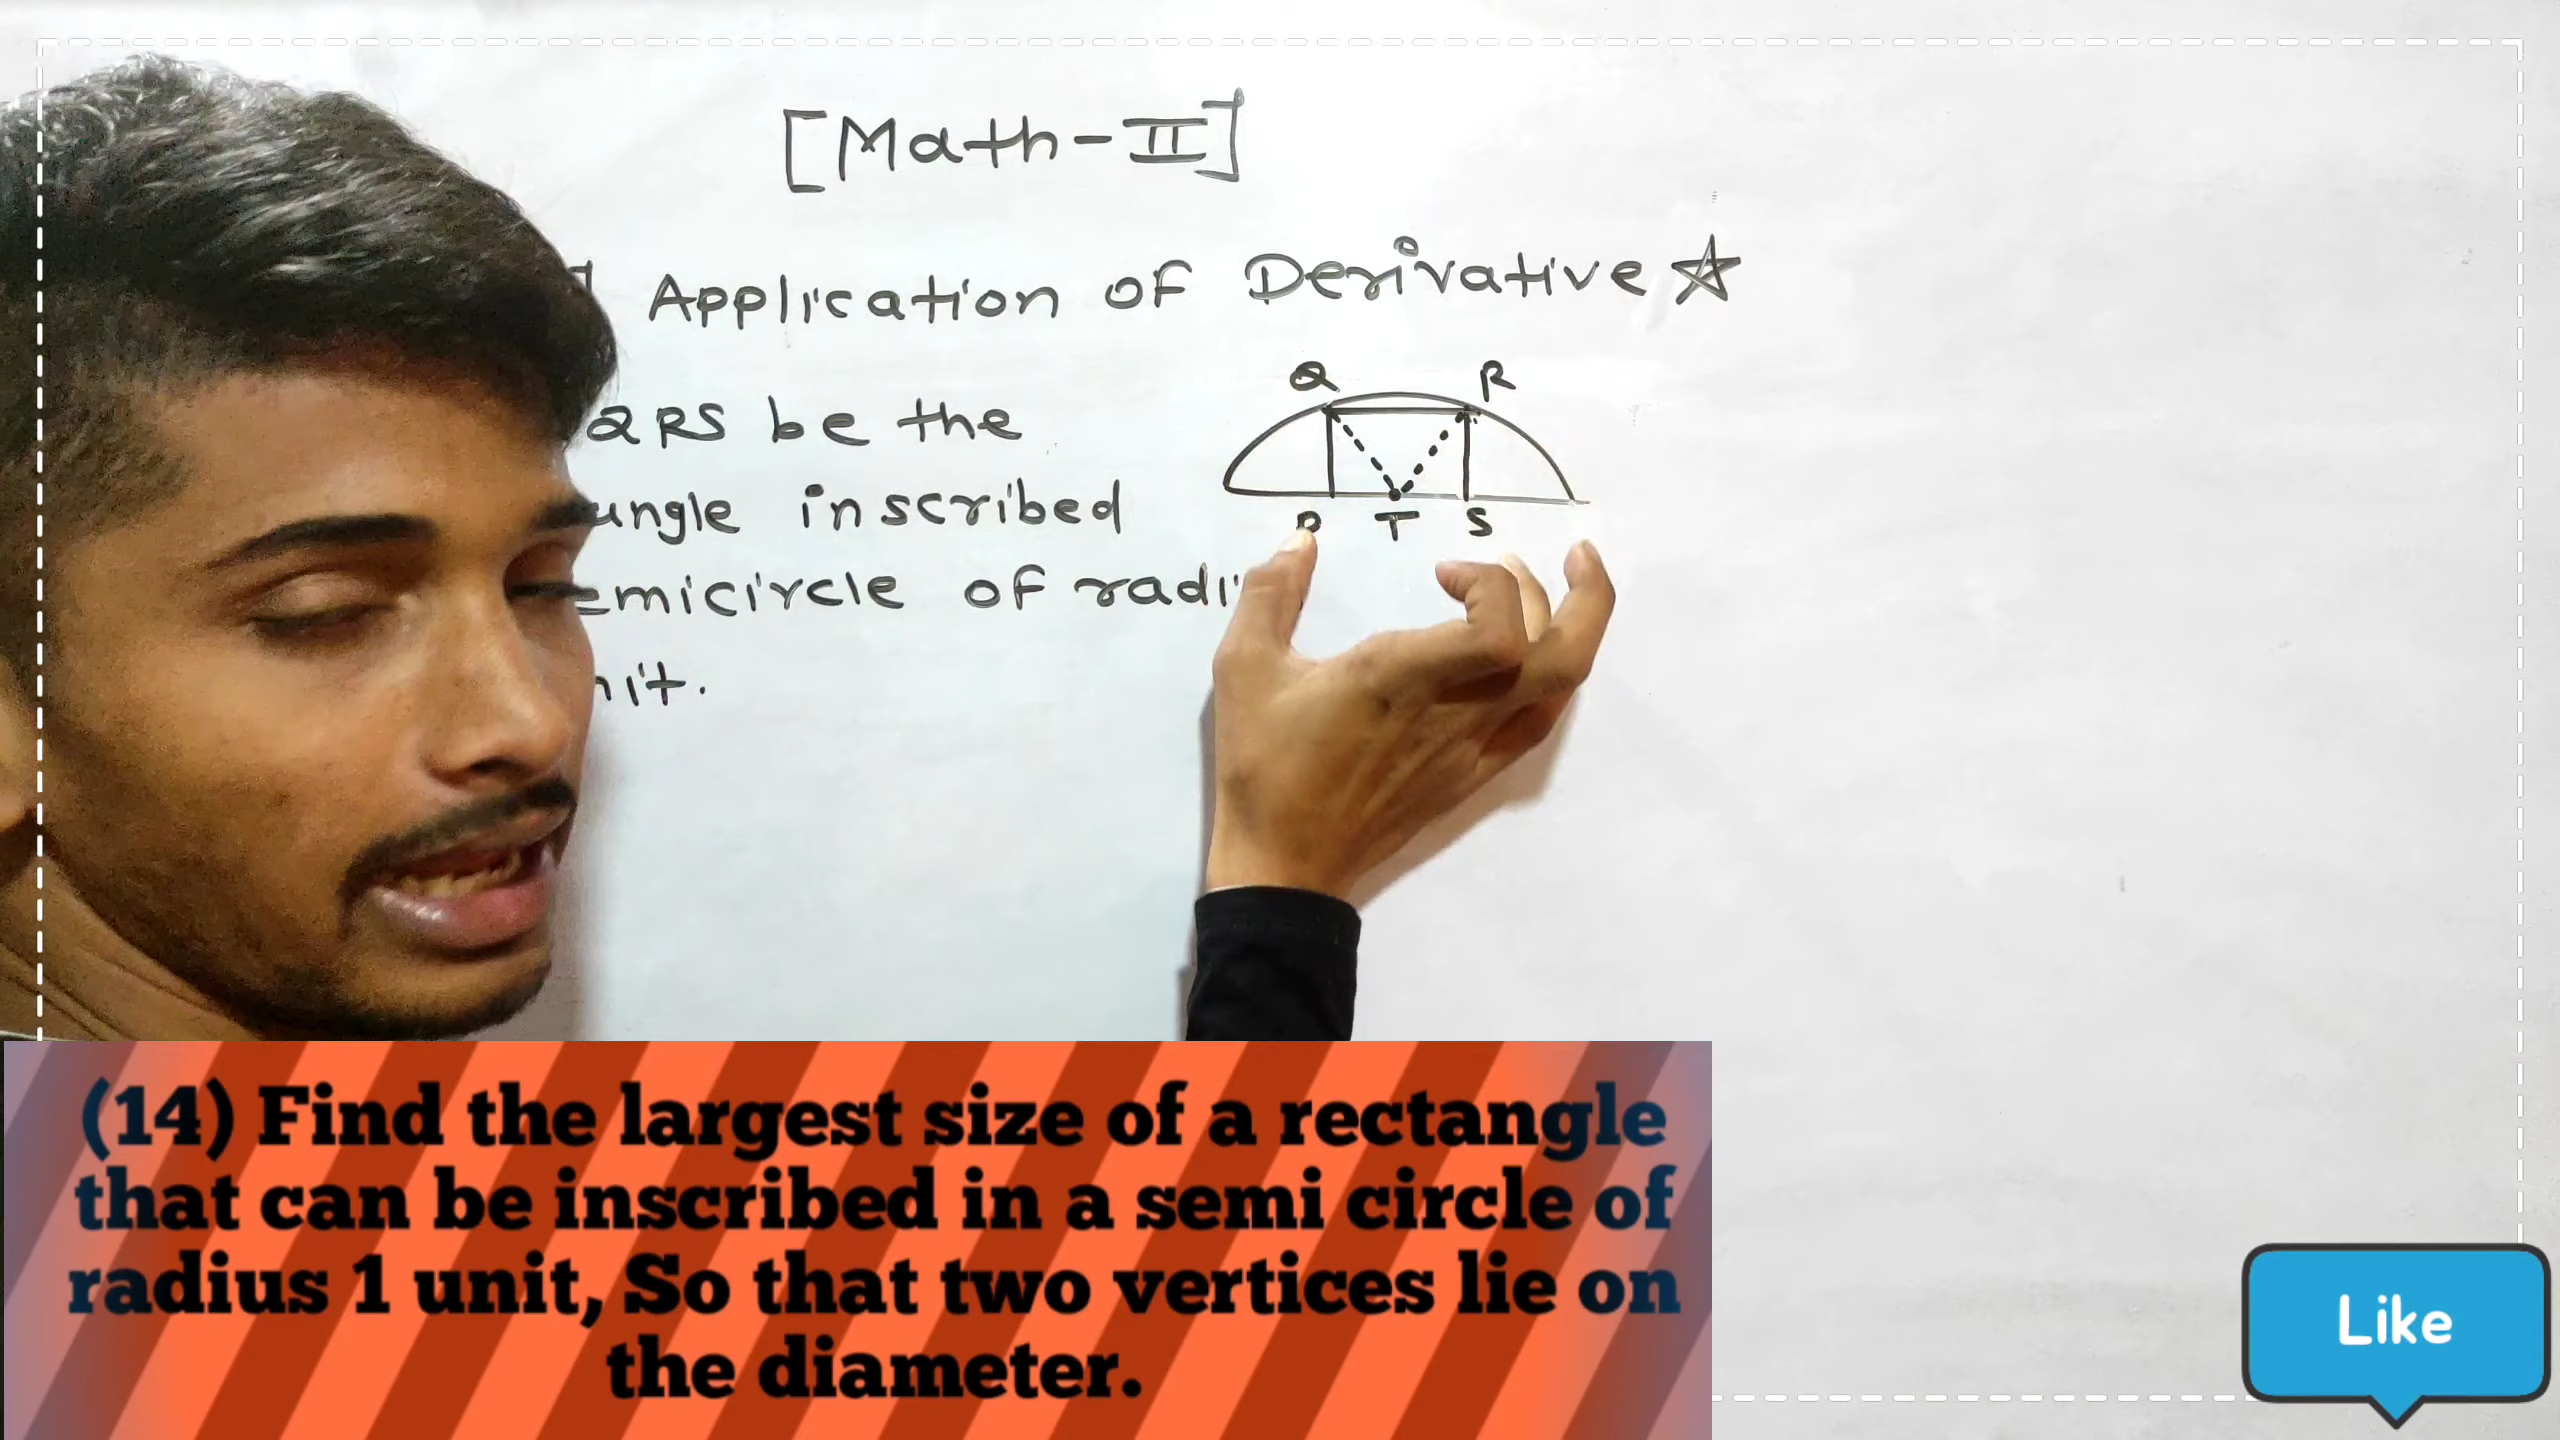 [Math-II]
Application of Derivative ☆
Q R
QRS be the
inscribed
P T S
of
(14) Find the largest size of a rectangle
that can be inscribed in a semi circle of
radius 1 unit, So that two vertices lie on
the diameter.
Like